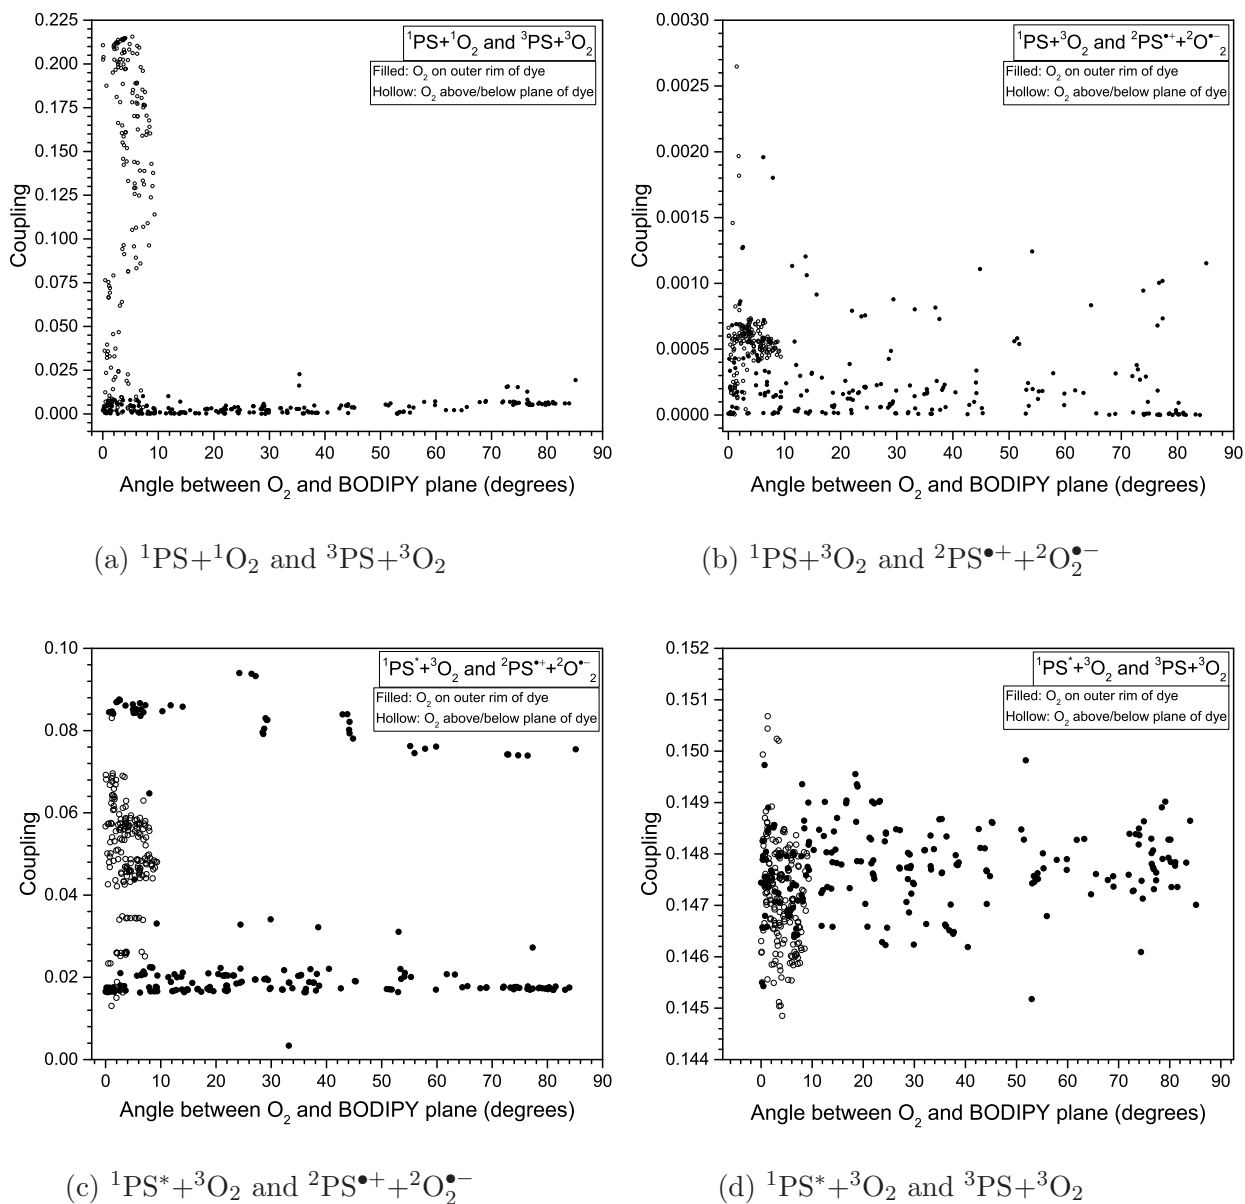 0.225
0.200
0.175
0.150
0.125
0.100
0.075
0.050
0.025
0.000
Coupling
¹PS+¹O₂ and ³PS+³O₂
Filled: O₂ on outer rim of dye
Hollow: O₂ above/below plane of dye
0 10 20 30 40 50 60 70 80 90
Angle between O₂ and BODIPY plane (degrees)
(a) ¹PS+¹O₂ and ³PS+³O₂
0.0030
0.0025
0.0020
0.0015
0.0010
0.0005
0.0000
Coupling
¹PS+³O₂ and ²PS•⁺+²O•⁻₂
Filled: O₂ on outer rim of dye
Hollow: O₂ above/below plane of dye
0 10 20 30 40 50 60 70 80 90
Angle between O₂ and BODIPY plane (degrees)
(b) ¹PS+³O₂ and ²PS•⁺+²O₂•⁻
0.10
0.08
0.06
0.04
0.02
0.00
Coupling
¹PS*+³O₂ and ²PS•⁺+²O•⁻₂
Filled: O₂ on outer rim of dye
Hollow: O₂ above/below plane of dye
0 10 20 30 40 50 60 70 80 90
Angle between O₂ and BODIPY plane (degrees)
(c) ¹PS*+³O₂ and ²PS•⁺+²O₂•⁻
0.152
0.151
0.150
0.149
0.148
0.147
0.146
0.145
0.144
Coupling
¹PS*+³O₂ and ³PS+³O₂
Filled: O₂ on outer rim of dye
Hollow: O₂ above/below plane of dye
0 10 20 30 40 50 60 70 80 90
Angle between O₂ and BODIPY plane (degrees)
(d) ¹PS*+³O₂ and ³PS+³O₂